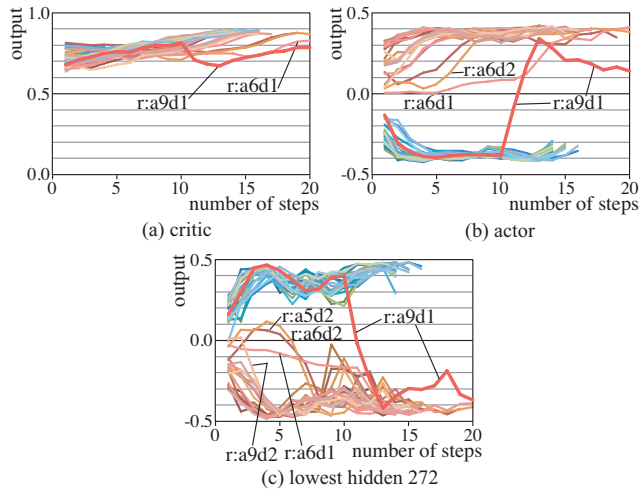 1.0
output
0.5
0.0
0
5
10
15
20
number of steps
r:a9d1
r:a6d1
(a) critic
0.5
output
0.0
-0.5
0
5
10
15
20
number of steps
r:a6d2
r:a6d1
r:a9d1
(b) actor
0.5
output
0.0
-0.5
0
5
10
15
20
number of steps
r:a5d2
r:a6d2
r:a9d1
r:a6d1
r:a9d2
(c) lowest hidden 272